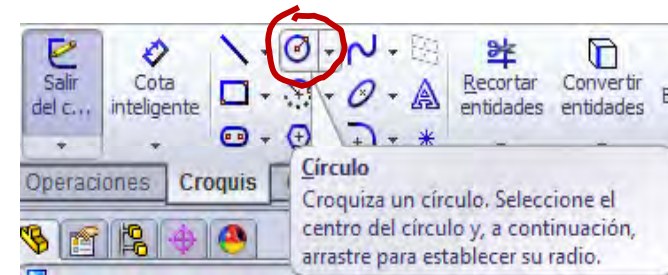 Salir
del c...
Cota
inteligente
Recortar
entidades
Convertir
entidades
Operaciones
Croquis
Círculo
Croquiza un círculo. Seleccione el
centro del círculo y, a continuación,
arrastre para establecer su radio.